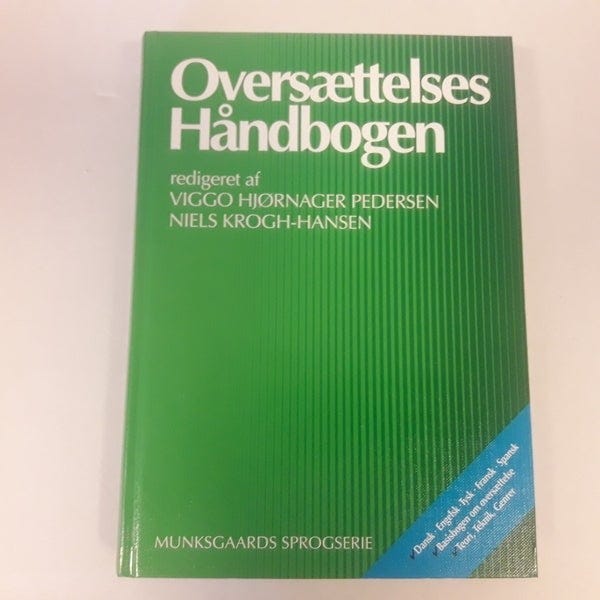 Oversættelses
Håndbogen
redigeret af
VIGGO HJØRNAGER PEDERSEN
NIELS KROGH-HANSEN
✓Dansk · Engelsk · Tysk · Fransk · Spansk
✓Basisbogen om oversættelse
✓Teori, Teknik, Genrer
MUNKSGAARDS SPROGSERIE